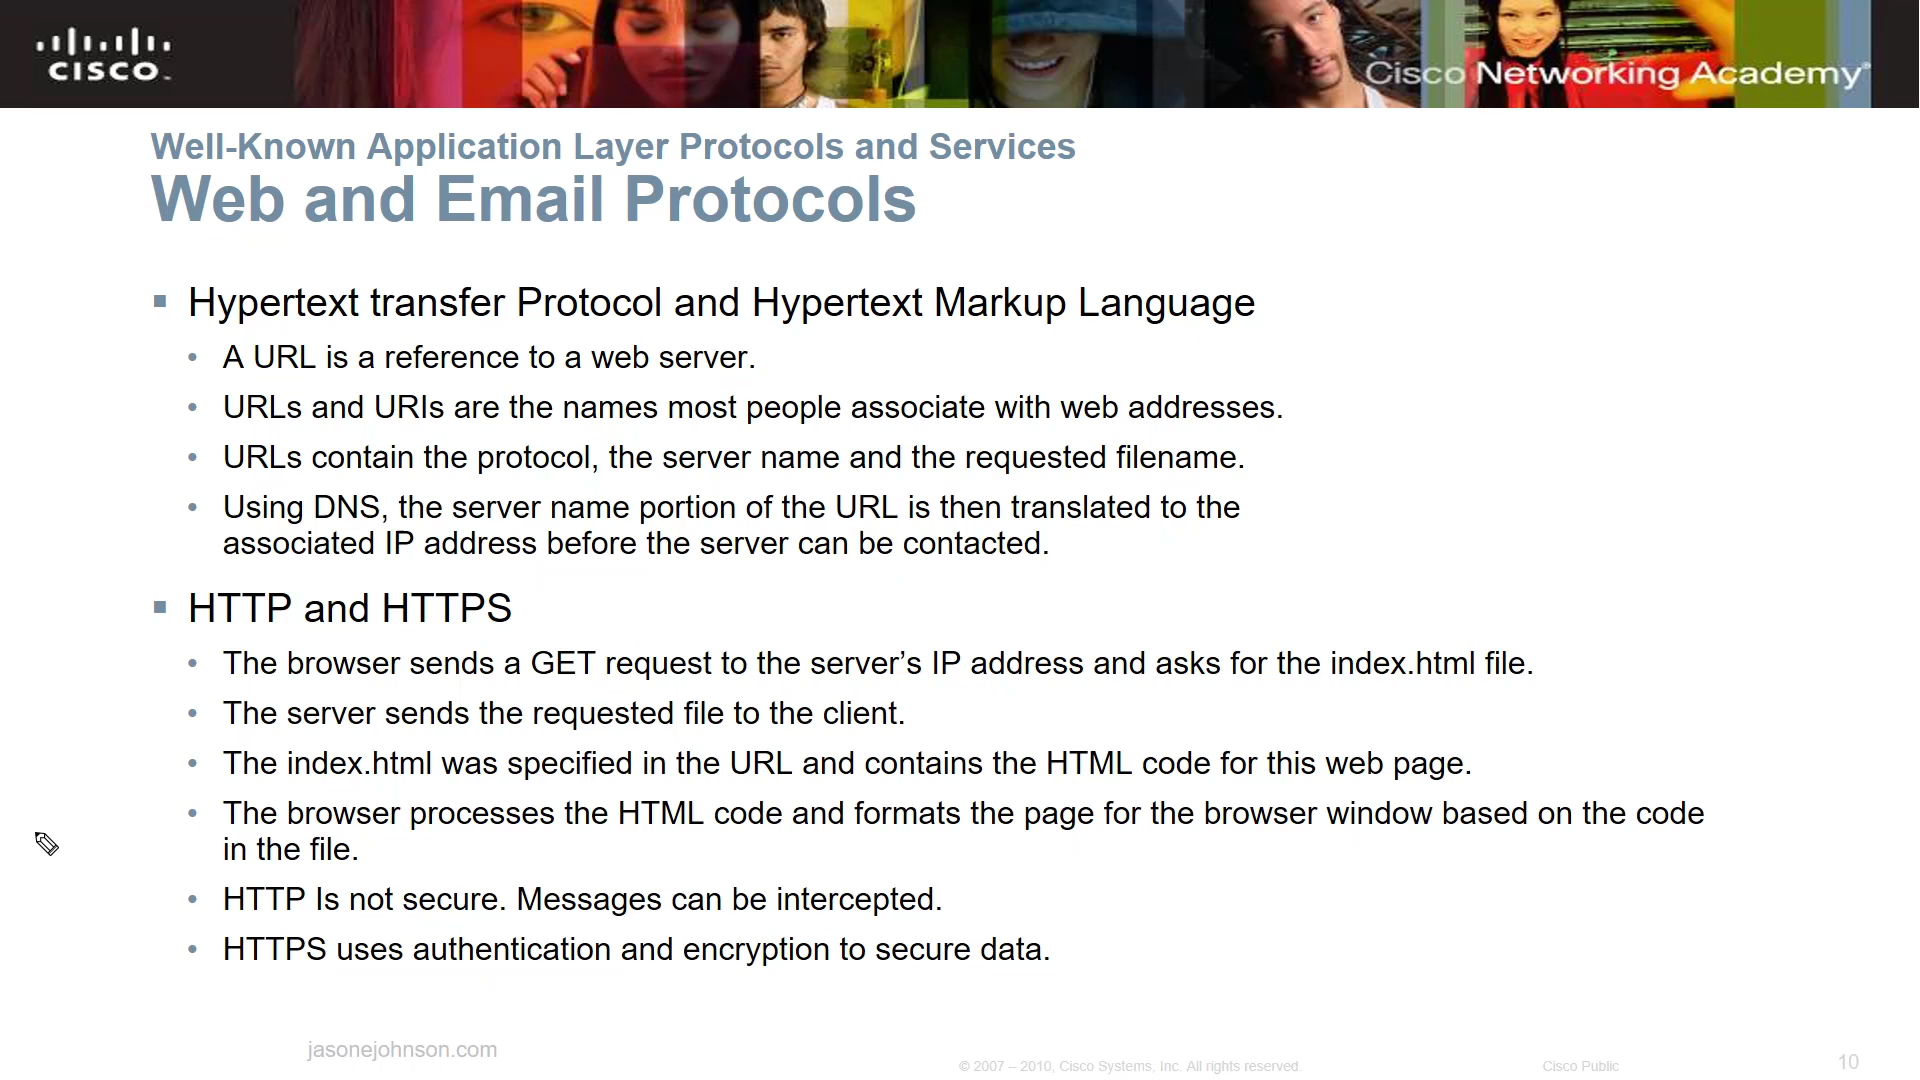 CISCO
Cisco Networking Academy®
Well-Known Application Layer Protocols and Services
Web and Email Protocols
▪ Hypertext transfer Protocol and Hypertext Markup Language
• A URL is a reference to a web server.
• URLs and URIs are the names most people associate with web addresses.
• URLs contain the protocol, the server name and the requested filename.
• Using DNS, the server name portion of the URL is then translated to the
associated IP address before the server can be contacted.
▪ HTTP and HTTPS
• The browser sends a GET request to the server’s IP address and asks for the index.html file.
• The server sends the requested file to the client.
• The index.html was specified in the URL and contains the HTML code for this web page.
• The browser processes the HTML code and formats the page for the browser window based on the code
in the file.
• HTTP Is not secure. Messages can be intercepted.
• HTTPS uses authentication and encryption to secure data.
jasonejohnson.com
© 2007 – 2010, Cisco Systems, Inc. All rights reserved.
Cisco Public
10